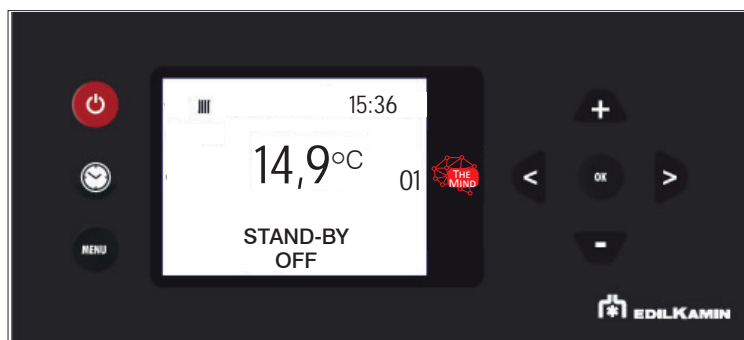 15:36
14,9°C
01
THE
MIND
STAND-BY
OFF
MENU
+
< OK >
-
EDILKAMIN